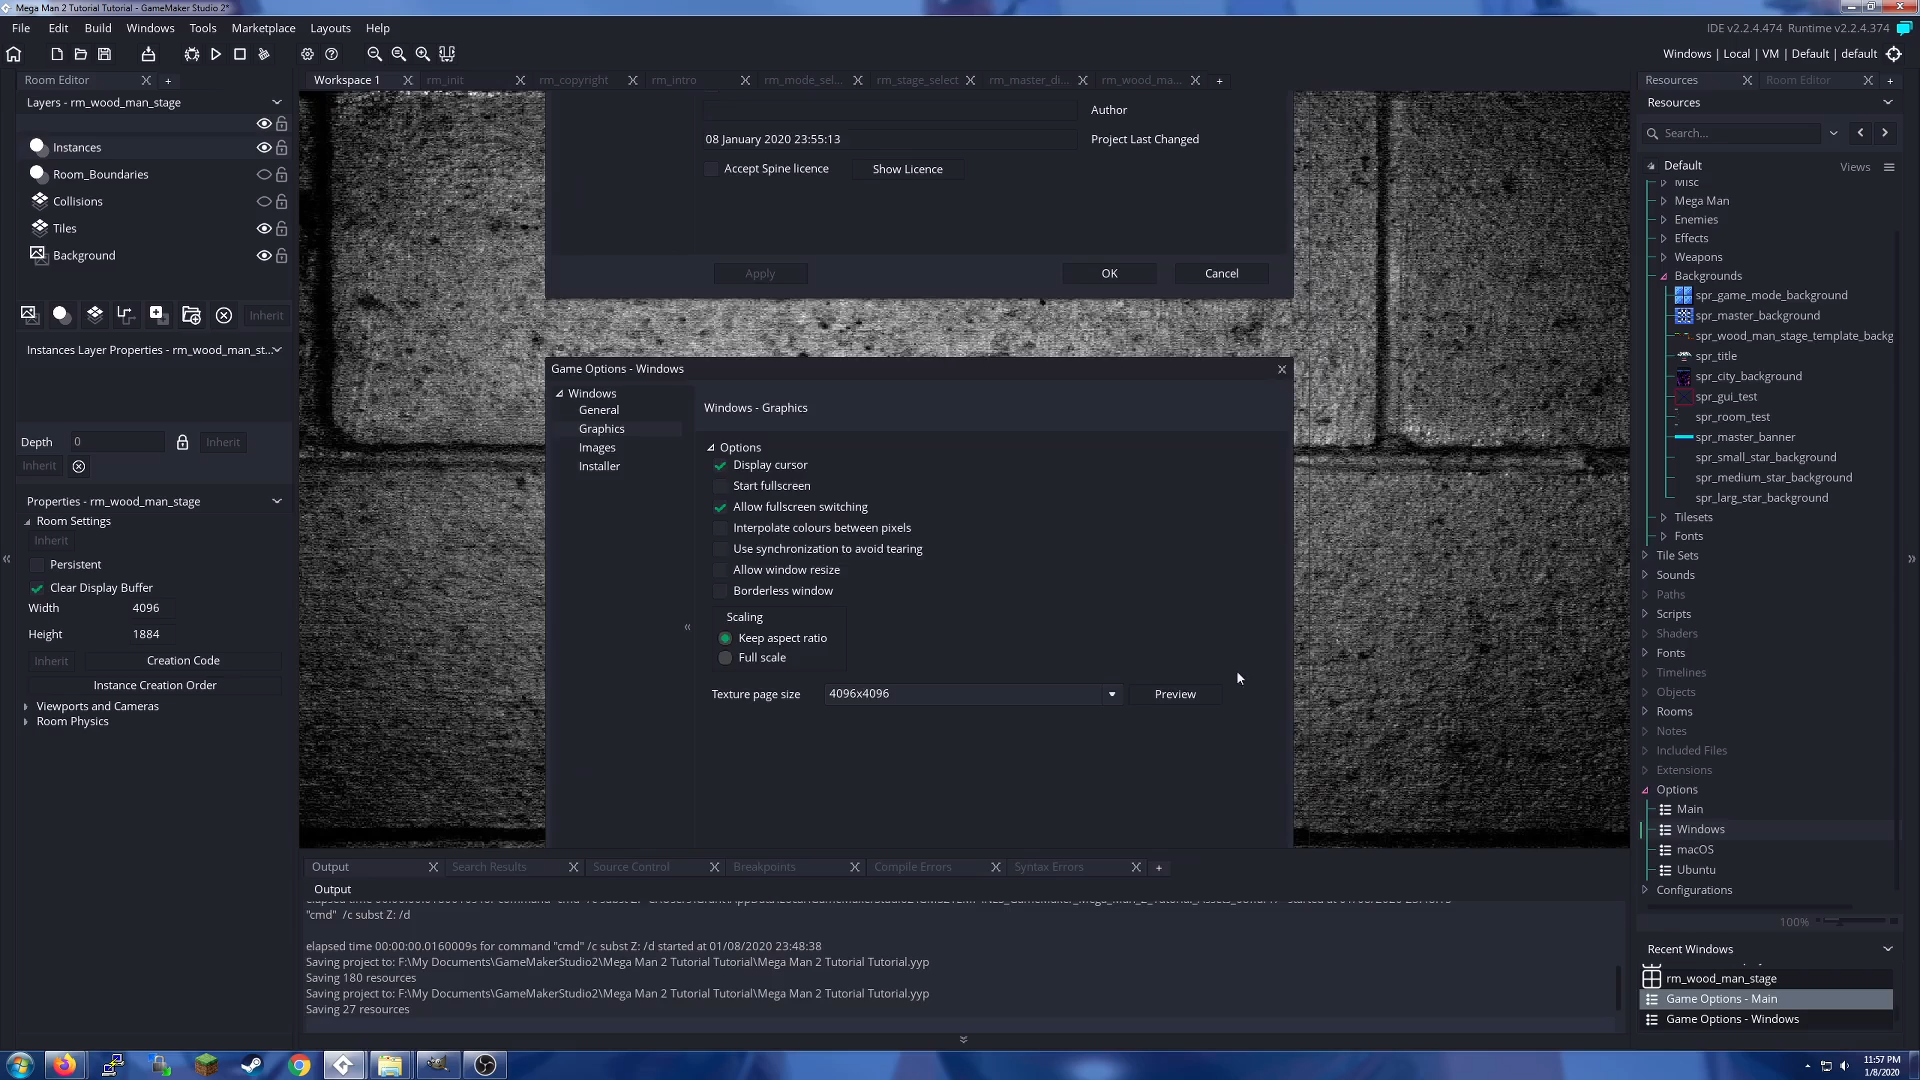 Mega Man 2 Tutorial Tutorial - GameMaker Studio 2*
File Edit Build Windows Tools Marketplace Layouts Help
IDE v2.2.4.474 Runtime v2.2.4.374
Windows | Local | VM | Default | default
Room Editor
Workspace 1 rm_init rm_copyright rm_intro rm_mode_sel... rm_stage_select rm_master_di... rm_wood_ma...
Resources Room Editor
Layers - rm_wood_man_stage
Instances
Room_Boundaries
Collisions
Tiles
Background
Inherit
Instances Layer Properties - rm_wood_man_st...
Depth 0 Inherit
Inherit
Properties - rm_wood_man_stage
Room Settings
Inherit
Persistent
Clear Display Buffer
Width 4096
Height 1884
Inherit Creation Code
Instance Creation Order
Viewports and Cameras
Room Physics
Author
08 January 2020 23:55:13 Project Last Changed
Accept Spine licence Show Licence
Apply OK Cancel
Game Options - Windows
Windows
General
Graphics
Images
Installer
Windows - Graphics
Options
Display cursor
Start fullscreen
Allow fullscreen switching
Interpolate colours between pixels
Use synchronization to avoid tearing
Allow window resize
Borderless window
Scaling
Keep aspect ratio
Full scale
Texture page size 4096x4096 Preview
Resources
Search...
Default Views
Misc
Mega Man
Enemies
Effects
Weapons
Backgrounds
spr_game_mode_background
spr_master_background
spr_wood_man_stage_template_backg
spr_title
spr_city_background
spr_gui_test
spr_room_test
spr_master_banner
spr_small_star_background
spr_medium_star_background
spr_larg_star_background
Tilesets
Fonts
Tile Sets
Sounds
Paths
Scripts
Shaders
Fonts
Timelines
Objects
Rooms
Notes
Included Files
Extensions
Options
Main
Windows
macOS
Ubuntu
Configurations
100%
Recent Windows
rm_wood_man_stage
Game Options - Main
Game Options - Windows
Output Search Results Source Control Breakpoints Compile Errors Syntax Errors
Output
"cmd" /c subst Z: /d
elapsed time 00:00:00.0160009s for command "cmd" /c subst Z: /d started at 01/08/2020 23:48:38
Saving project to: F:\My Documents\GameMakerStudio2\Mega Man 2 Tutorial Tutorial\Mega Man 2 Tutorial Tutorial.yyp
Saving 180 resources
Saving project to: F:\My Documents\GameMakerStudio2\Mega Man 2 Tutorial Tutorial\Mega Man 2 Tutorial Tutorial.yyp
Saving 27 resources
11:57 PM
1/8/2020